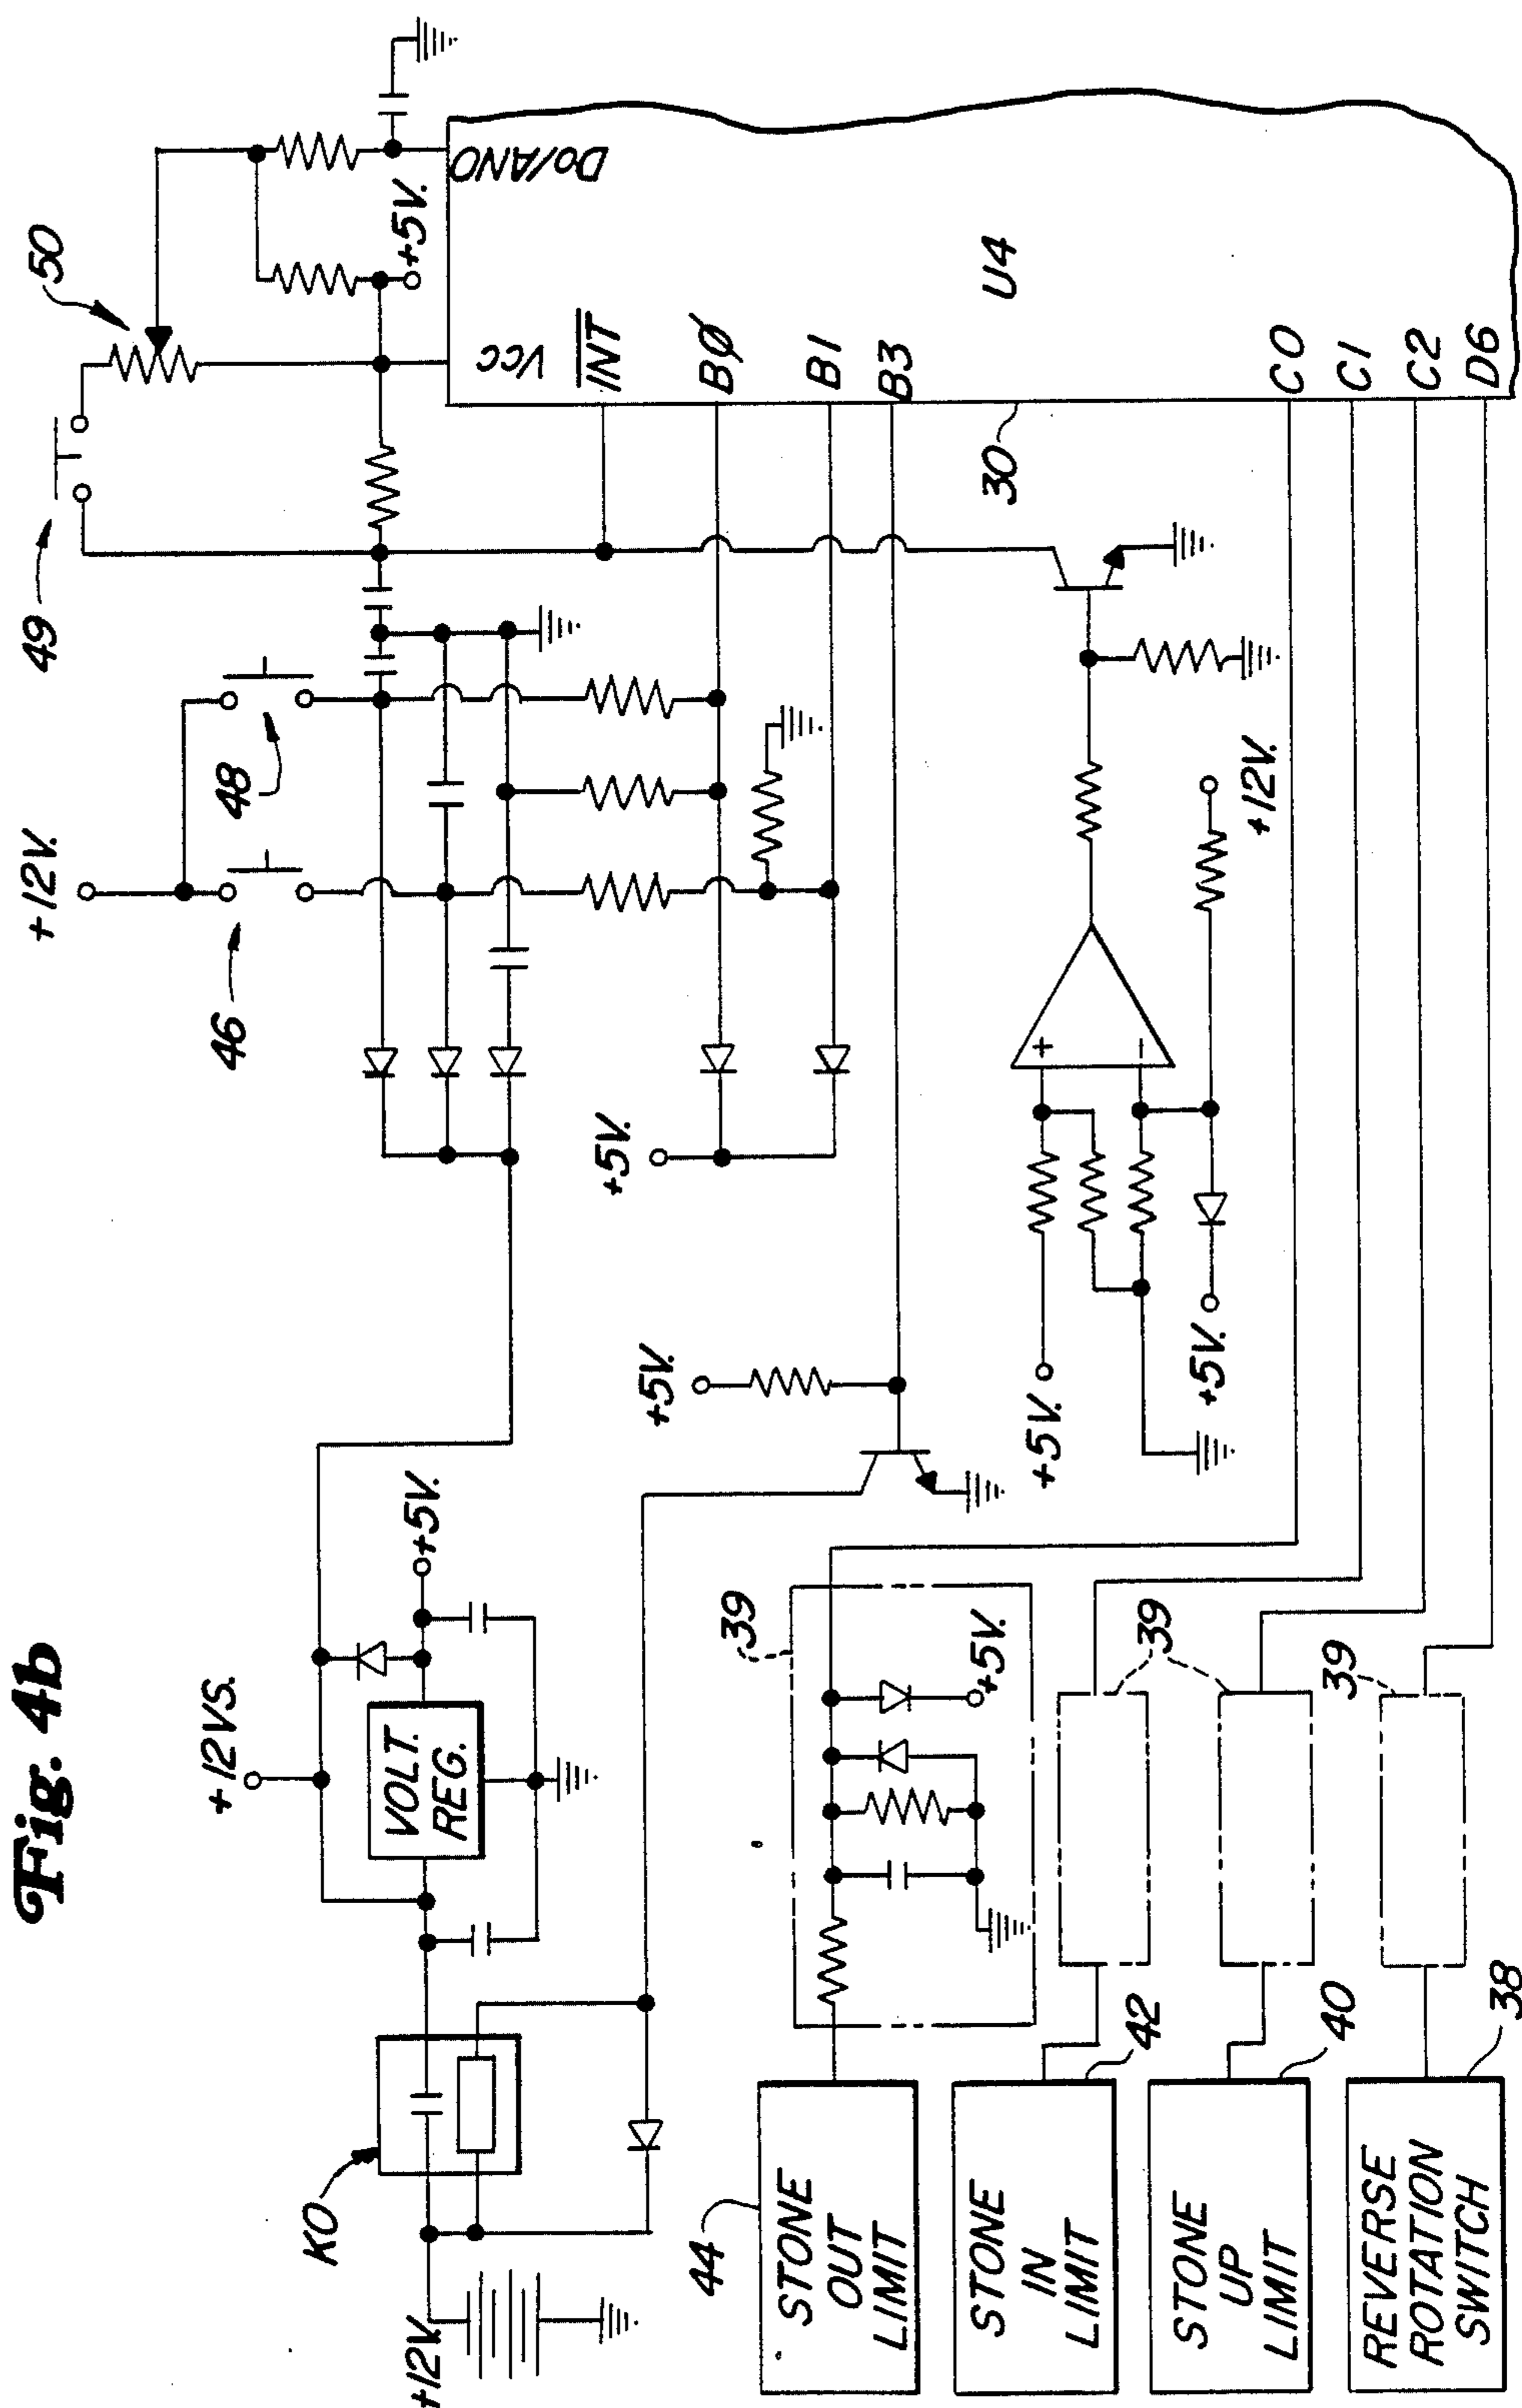 Fig. 4b
+12VS.
+12V.
+12V.
K0
VOLT.
REG.
+5V.
46
48
49
50
+5V.
Do/ANO
Vcc
INT
BØ
B1
B3
U4
30
C0
C1
C2
D6
+5V.
+5V.
+5V.
+5V.
+12V.
+
−
39
+5V.
39
39
44
STONE
OUT
LIMIT
STONE
IN
LIMIT
42
STONE
UP
LIMIT
40
REVERSE
ROTATION
SWITCH
38